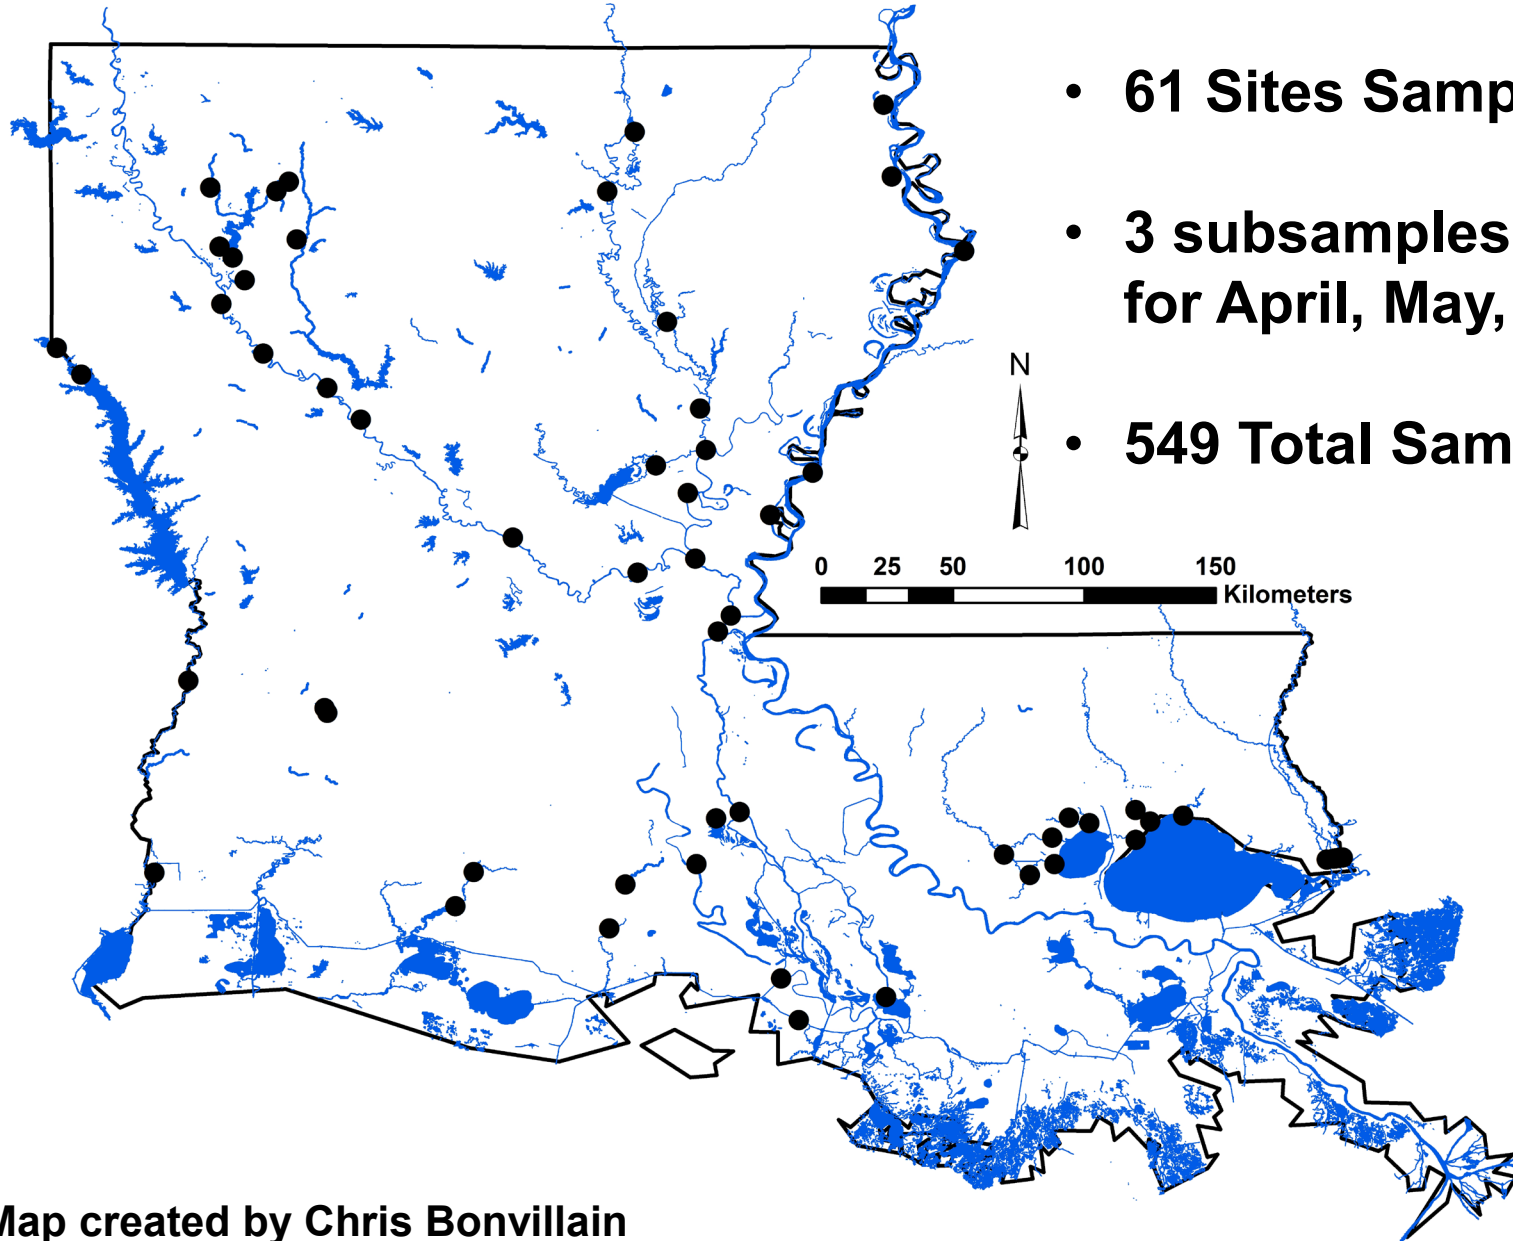 • 61 Sites Samp
• 3 subsamples
for April, May,
N
• 549 Total Sam
0 25 50 100 150
Kilometers
Map created by Chris Bonvillain